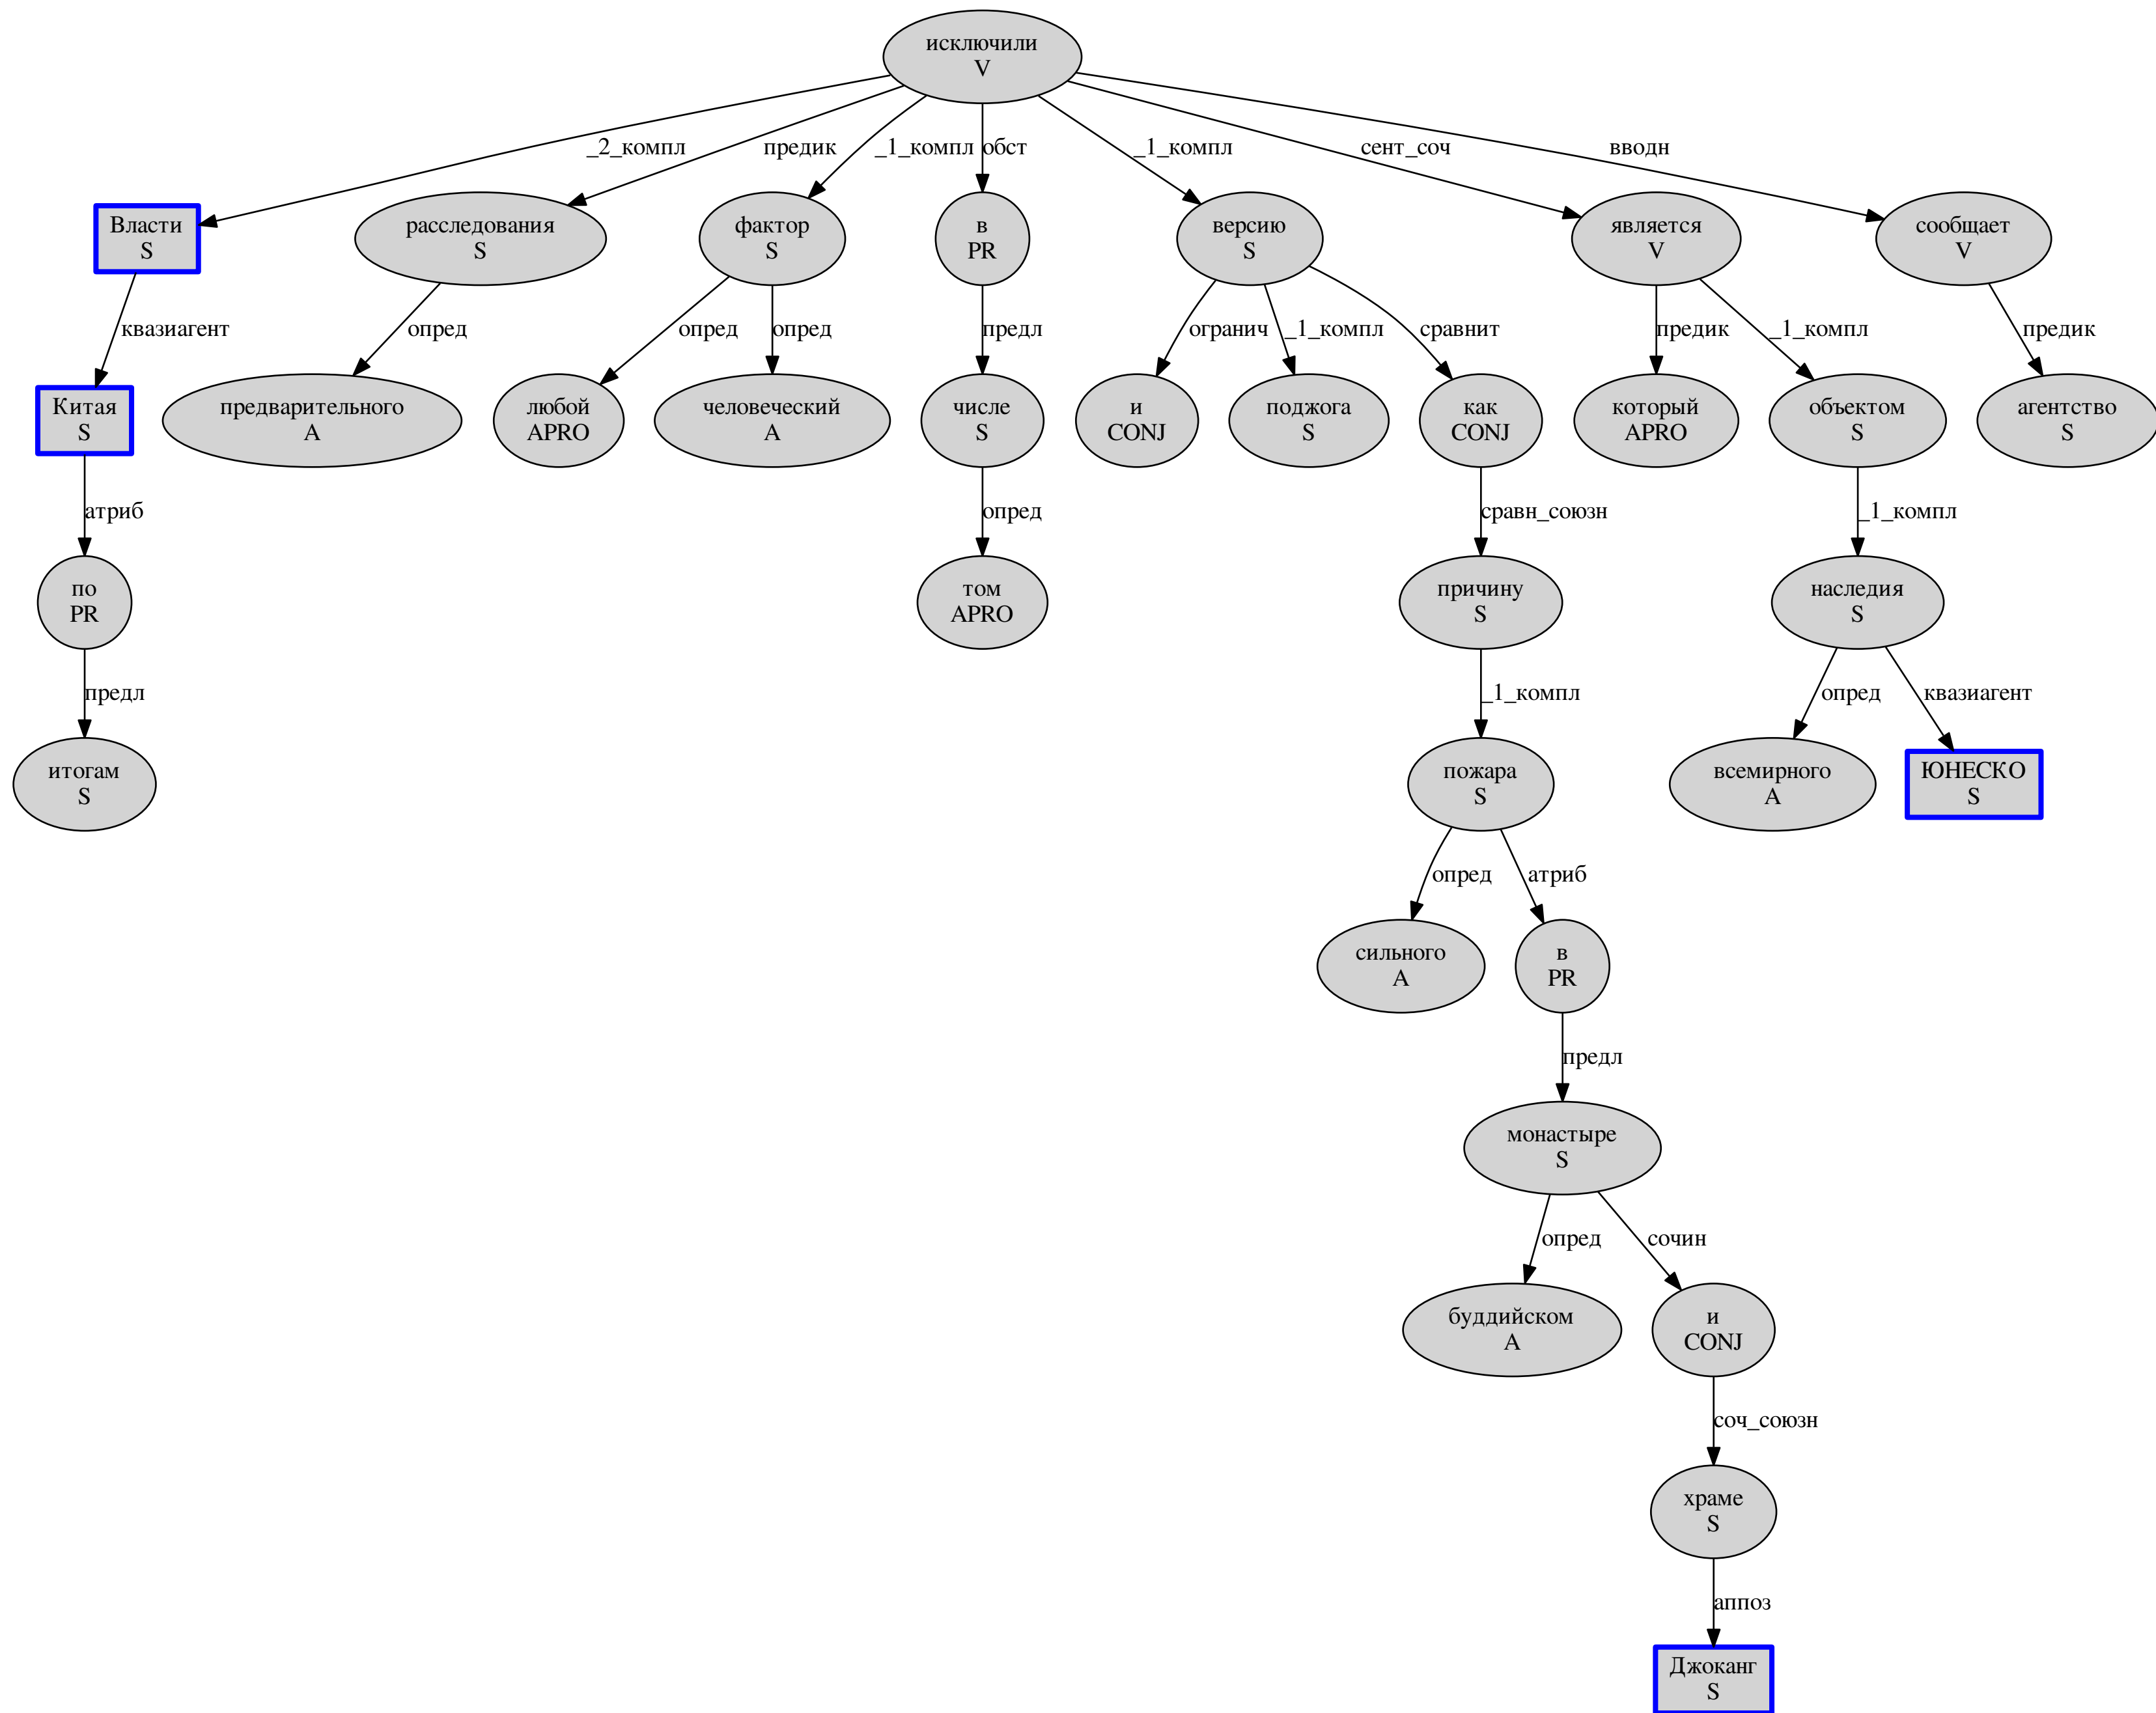 исключили
V
_2_компл
предик
_1_компл
обст
_1_компл
сент_соч
вводн
Власти
S
расследования
S
фактор
S
в
PR
версию
S
является
V
сообщает
V
квазиагент
опред
опред
опред
предл
огранич
_1_компл
сравнит
предик
_1_компл
предик
Китая
S
предварительного
A
любой
APRO
человеческий
A
числе
S
и
CONJ
поджога
S
как
CONJ
который
APRO
объектом
S
агентство
S
атриб
опред
сравн_союзн
_1_компл
по
PR
том
APRO
причину
S
наследия
S
предл
_1_компл
опред
квазиагент
итогам
S
пожара
S
всемирного
A
ЮНЕСКО
S
опред
атриб
сильного
A
в
PR
предл
монастыре
S
опред
сочин
буддийском
A
и
CONJ
соч_союзн
храме
S
аппоз
Джоканг
S